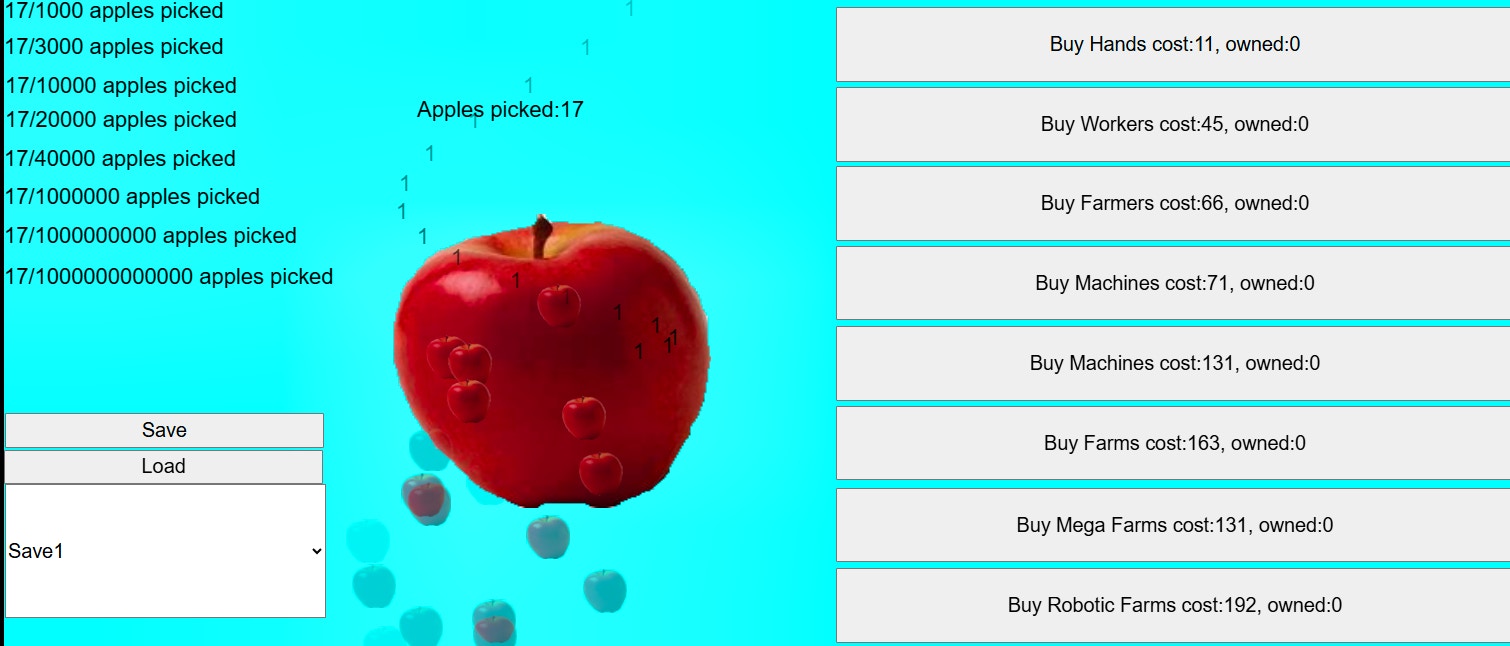 17/1000 apples picked
17/3000 apples picked
17/10000 apples picked
17/20000 apples picked
17/40000 apples picked
17/1000000 apples picked
17/1000000000 apples picked
17/1000000000000 apples picked
Save
Load
Save1
1
1
1
Apples picked:17
1
1
1
1
1
1
1
1
1
1
1
1
1
Buy Hands cost:11, owned:0
Buy Workers cost:45, owned:0
Buy Farmers cost:66, owned:0
Buy Machines cost:71, owned:0
Buy Machines cost:131, owned:0
Buy Farms cost:163, owned:0
Buy Mega Farms cost:131, owned:0
Buy Robotic Farms cost:192, owned:0